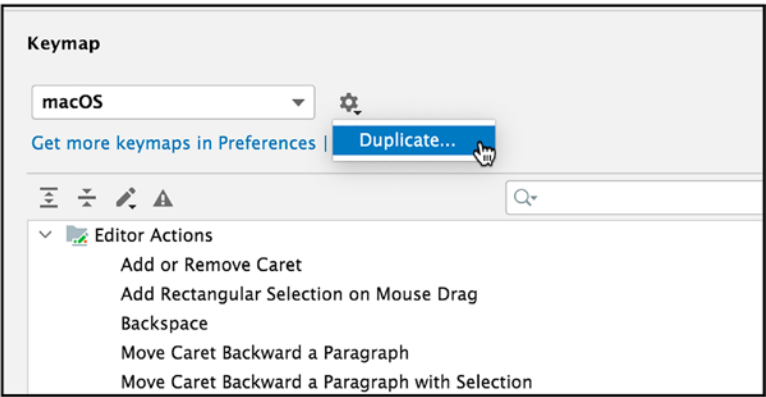 Keymap
macOS
Get more keymaps in Preferences |
Duplicate...
Editor Actions
Add or Remove Caret
Add Rectangular Selection on Mouse Drag
Backspace
Move Caret Backward a Paragraph
Move Caret Backward a Paragraph with Selection